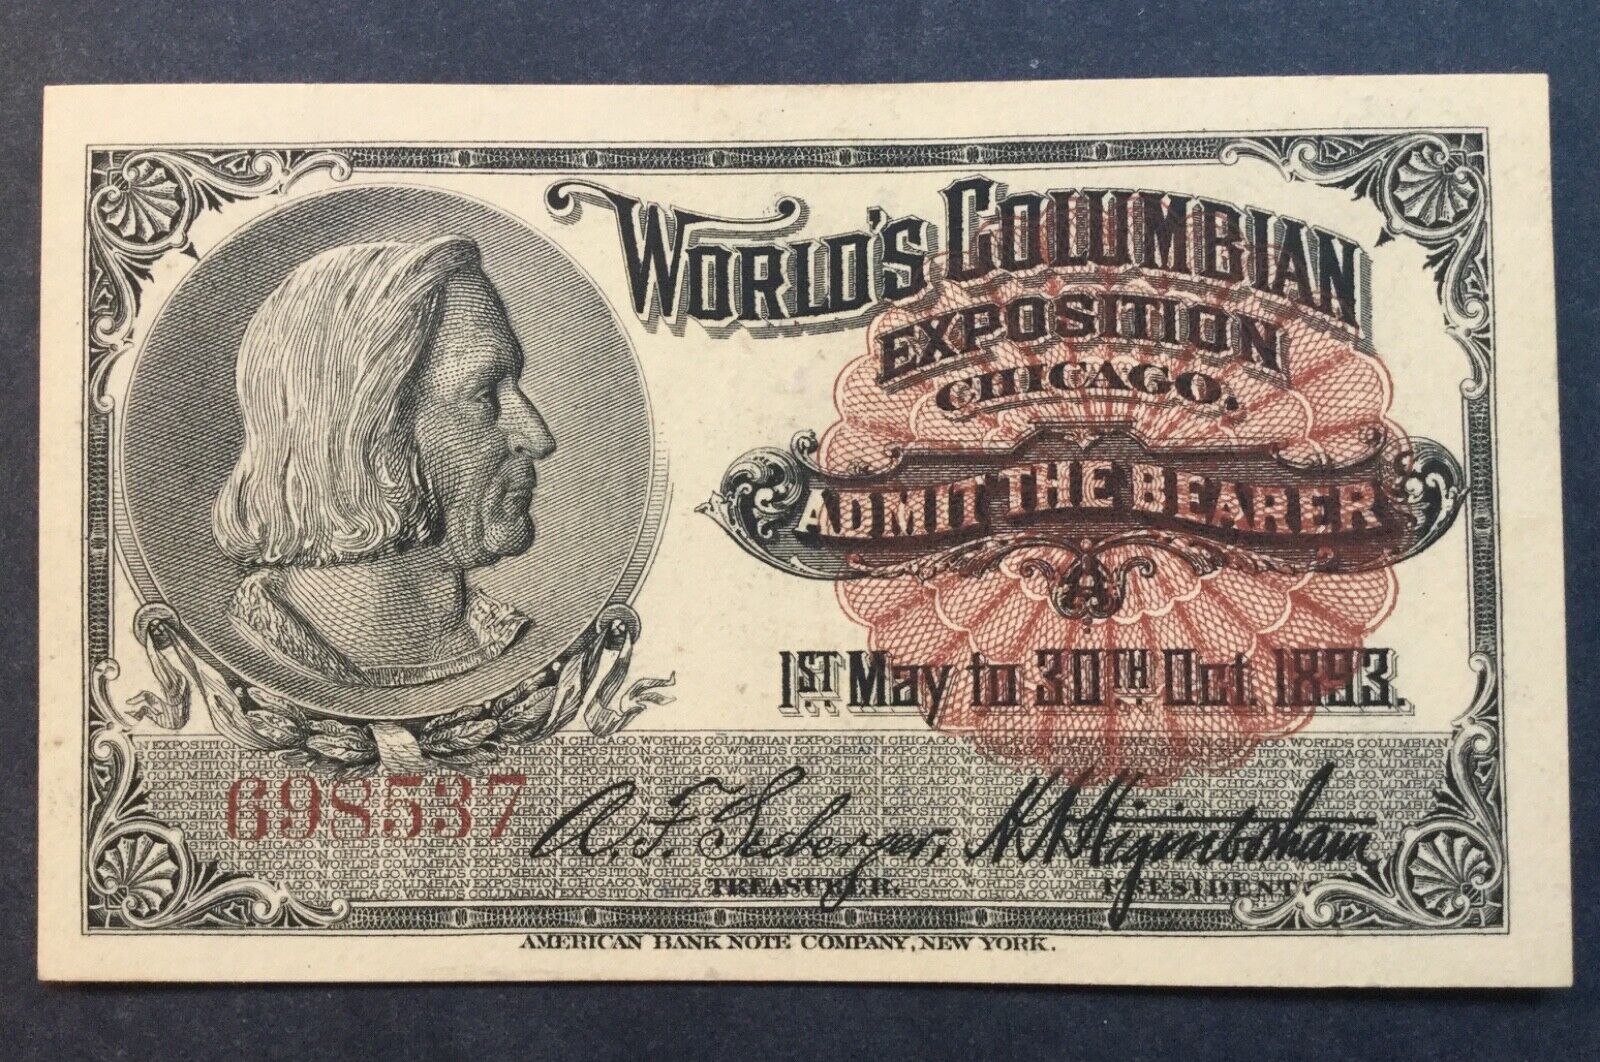 WORLD'S COLUMBIAN
EXPOSITION
CHICAGO.
ADMIT THE BEARER
A
1ST May to 30TH Oct. 1893.
698537
A. F. Seeberger,
TREASURER.
H N Higinbotham
PRESIDENT.
AMERICAN BANK NOTE COMPANY, NEW YORK.